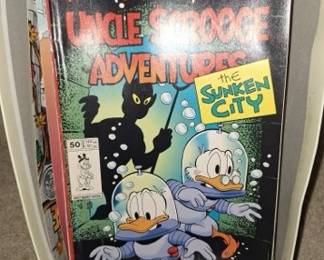 UNCLE SCROOGE
ADVENTURES
the
SUNKEN
CITY
50